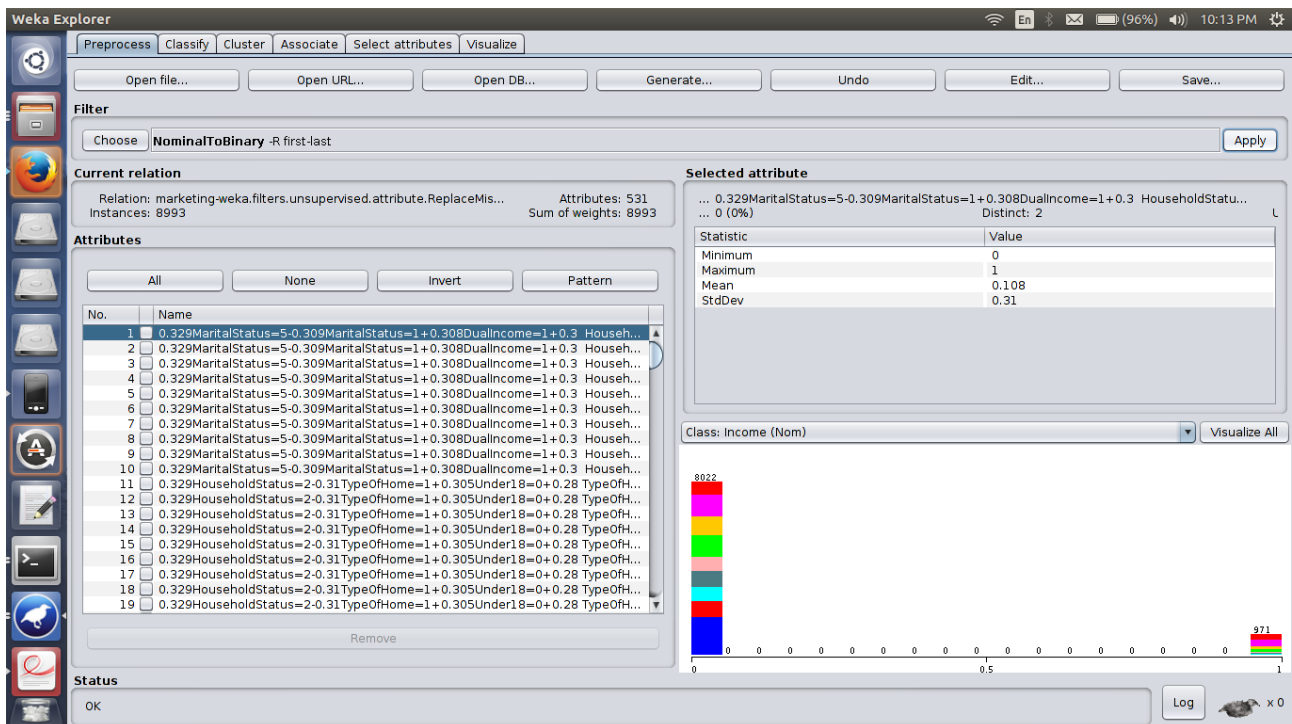 Weka Explorer En (96%) 10:13 PM
Preprocess Classify Cluster Associate Select attributes Visualize
Open file... Open URL... Open DB... Generate... Undo Edit... Save...
Filter
Choose NominalToBinary -R first-last Apply
Current relation
Relation: marketing-weka.filters.unsupervised.attribute.ReplaceMis... Attributes: 531
Instances: 8993 Sum of weights: 8993
Attributes
All None Invert Pattern
No. Name
1 0.329MaritalStatus=5-0.309MaritalStatus=1+0.308DualIncome=1+0.3 Househ...
2 0.329MaritalStatus=5-0.309MaritalStatus=1+0.308DualIncome=1+0.3 Househ...
3 0.329MaritalStatus=5-0.309MaritalStatus=1+0.308DualIncome=1+0.3 Househ...
4 0.329MaritalStatus=5-0.309MaritalStatus=1+0.308DualIncome=1+0.3 Househ...
5 0.329MaritalStatus=5-0.309MaritalStatus=1+0.308DualIncome=1+0.3 Househ...
6 0.329MaritalStatus=5-0.309MaritalStatus=1+0.308DualIncome=1+0.3 Househ...
7 0.329MaritalStatus=5-0.309MaritalStatus=1+0.308DualIncome=1+0.3 Househ...
8 0.329MaritalStatus=5-0.309MaritalStatus=1+0.308DualIncome=1+0.3 Househ...
9 0.329MaritalStatus=5-0.309MaritalStatus=1+0.308DualIncome=1+0.3 Househ...
10 0.329MaritalStatus=5-0.309MaritalStatus=1+0.308DualIncome=1+0.3 Househ...
11 0.329HouseholdStatus=2-0.31TypeOfHome=1+0.305Under18=0+0.28 TypeOfH...
12 0.329HouseholdStatus=2-0.31TypeOfHome=1+0.305Under18=0+0.28 TypeOfH...
13 0.329HouseholdStatus=2-0.31TypeOfHome=1+0.305Under18=0+0.28 TypeOfH...
14 0.329HouseholdStatus=2-0.31TypeOfHome=1+0.305Under18=0+0.28 TypeOfH...
15 0.329HouseholdStatus=2-0.31TypeOfHome=1+0.305Under18=0+0.28 TypeOfH...
16 0.329HouseholdStatus=2-0.31TypeOfHome=1+0.305Under18=0+0.28 TypeOfH...
17 0.329HouseholdStatus=2-0.31TypeOfHome=1+0.305Under18=0+0.28 TypeOfH...
18 0.329HouseholdStatus=2-0.31TypeOfHome=1+0.305Under18=0+0.28 TypeOfH...
19 0.329HouseholdStatus=2-0.31TypeOfHome=1+0.305Under18=0+0.28 TypeOfH...
Remove
Selected attribute
... 0.329MaritalStatus=5-0.309MaritalStatus=1+0.308DualIncome=1+0.3 HouseholdStatu...
... 0 (0%) Distinct: 2
Statistic Value
Minimum 0
Maximum 1
Mean 0.108
StdDev 0.31
Class: Income (Nom) Visualize All
8022
971
0 0 0 0 0 0 0 0 0 0 0 0 0 0 0 0 0
0 0.5 1
Status
OK Log x 0